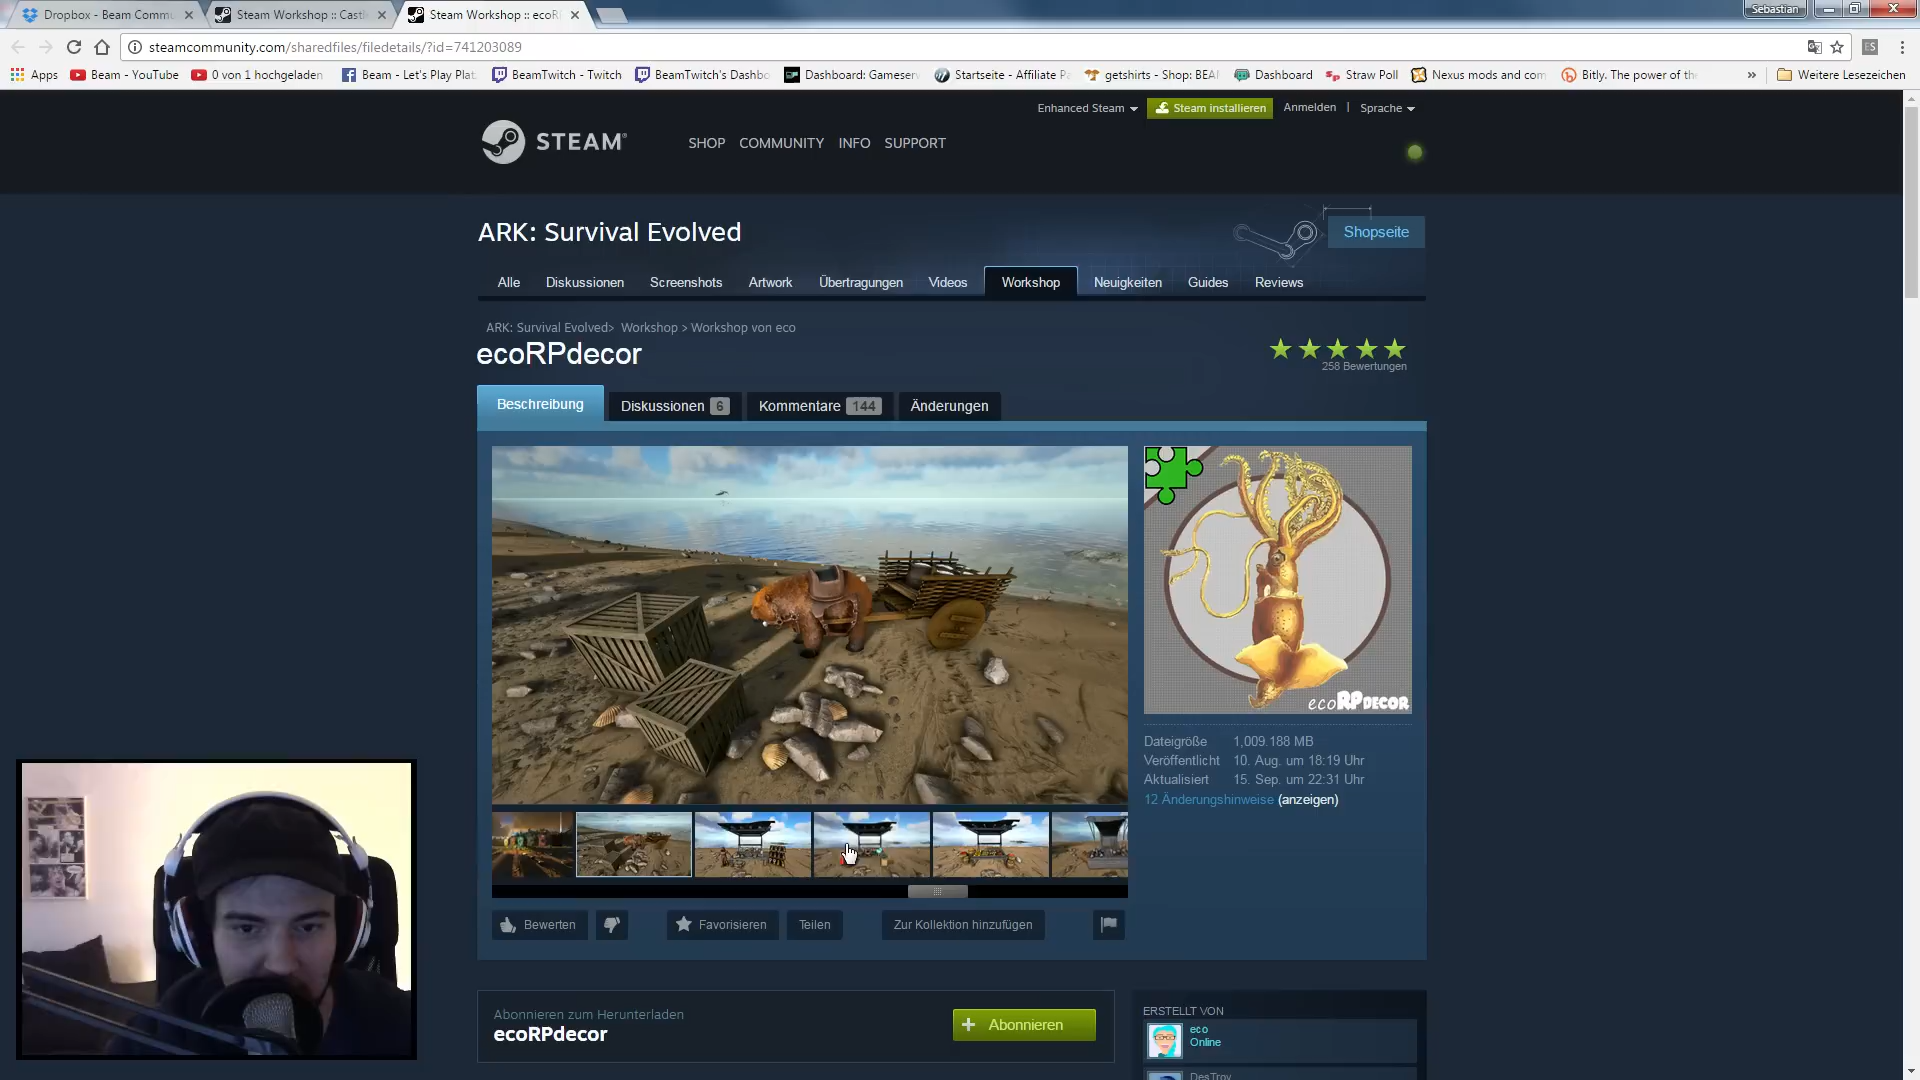 Dropbox - Beam Commu
Steam Workshop :: Castl
Steam Workshop :: ecoR
Sebastian
steamcommunity.com/sharedfiles/filedetails/?id=741203089
Apps
Beam - YouTube
0 von 1 hochgeladen
Beam - Let's Play Plat
BeamTwitch - Twitch
BeamTwitch's Dashbo
Dashboard: Gameserv
Startseite - Affiliate Pa
getshirts - Shop: BEA
Dashboard
Straw Poll
Nexus mods and com
Bitly. The power of the
»
Weitere Lesezeichen
Enhanced Steam
Steam installieren
Anmelden | Sprache
STEAM
SHOP COMMUNITY INFO SUPPORT
ARK: Survival Evolved
Shopseite
Alle Diskussionen Screenshots Artwork Übertragungen Videos Workshop Neuigkeiten Guides Reviews
ARK: Survival Evolved> Workshop > Workshop von eco
ecoRPdecor
258 Bewertungen
Beschreibung
Diskussionen 6
Kommentare 144
Änderungen
ecoRPDECOR
Dateigröße 1,009.188 MB
Veröffentlicht 10. Aug. um 18:19 Uhr
Aktualisiert 15. Sep. um 22:31 Uhr
12 Änderungshinweise (anzeigen)
Bewerten
Favorisieren
Teilen
Zur Kollektion hinzufügen
Abonnieren zum Herunterladen
ecoRPdecor
Abonnieren
ERSTELLT VON
eco
Online
DesTroy